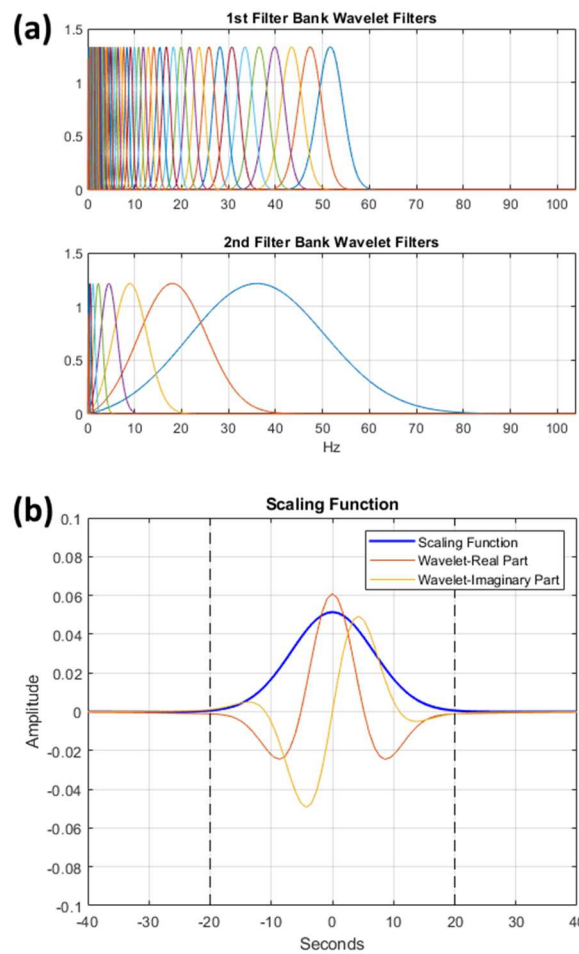 (a)
1st Filter Bank Wavelet Filters
1.5
1
0.5
0
0 10 20 30 40 50 60 70 80 90 100
2nd Filter Bank Wavelet Filters
1.5
1
0.5
0
0 10 20 30 40 50 60 70 80 90 100
Hz
(b)
Scaling Function
0.1
0.08
0.06
0.04
0.02
0
-0.02
-0.04
-0.06
-0.08
-0.1
Amplitude
Scaling Function
Wavelet-Real Part
Wavelet-Imaginary Part
-40 -30 -20 -10 0 10 20 30 40
Seconds